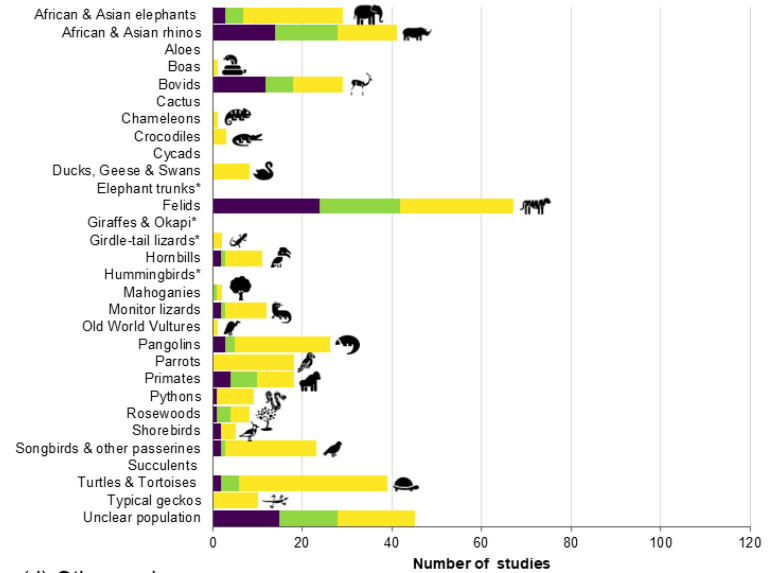 African & Asian elephants
African & Asian rhinos
Aloes
Boas
Bovids
Cactus
Chameleons
Crocodiles
Cycads
Ducks, Geese & Swans
Elephant trunks*
Felids
Giraffes & Okapi*
Girdle-tail lizards*
Hornbills
Hummingbirds*
Mahoganies
Monitor lizards
Old World Vultures
Pangolins
Parrots
Primates
Pythons
Rosewoods
Shorebirds
Songbirds & other passerines
Succulents
Turtles & Tortoises
Typical geckos
Unclear population
0 20 40 60 80 100 120
Number of studies